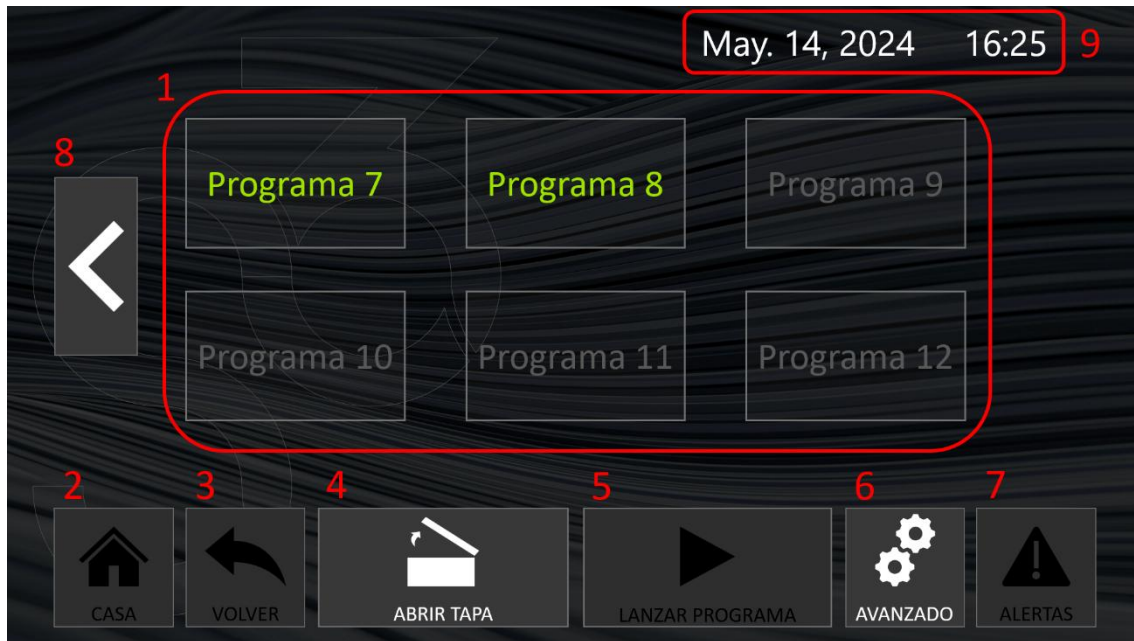 May. 14, 2024 16:25 9
1
8
Programa 7 Programa 8 Programa 9
Programa 10 Programa 11 Programa 12
2 3 4 5 6 7
CASA VOLVER ABRIR TAPA LANZAR PROGRAMA AVANZADO ALERTAS